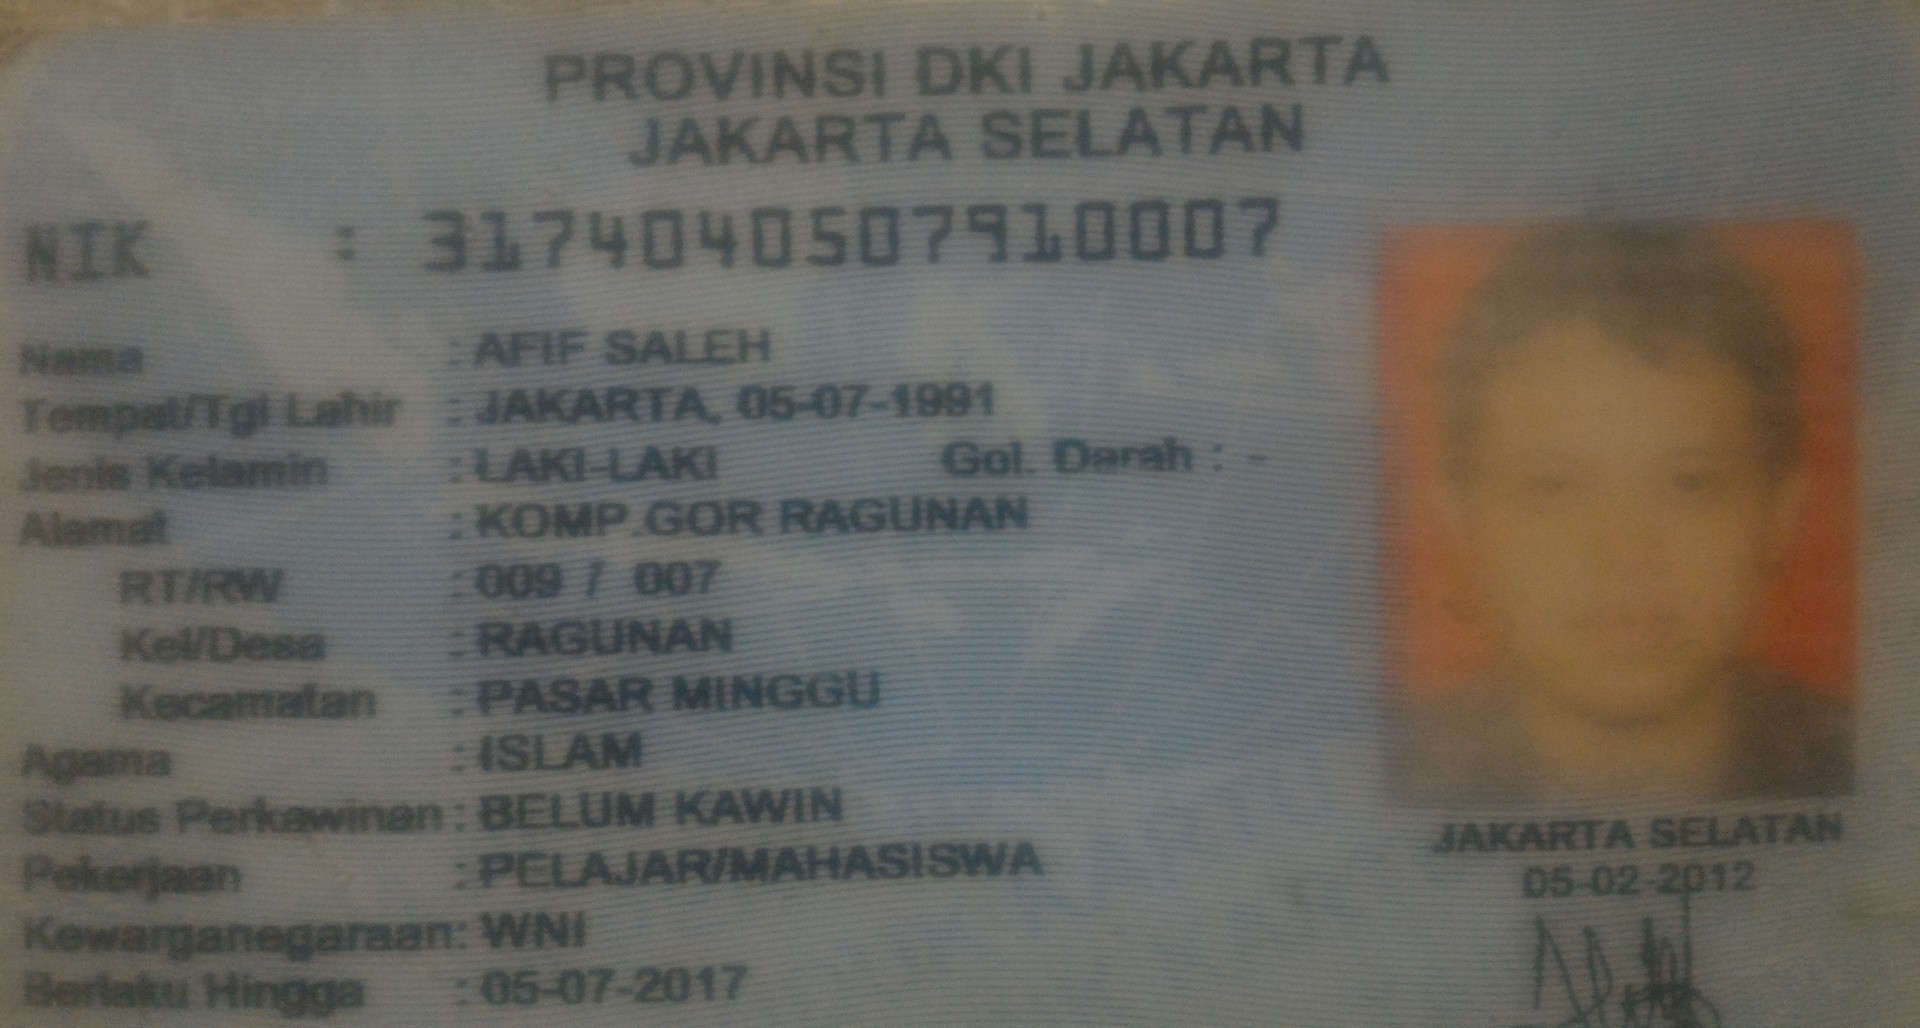 PROVINSI DKI JAKARTA
JAKARTA SELATAN
NIK : 3174040507910007
Nama : AFIF SALEH
Tempat/Tgl Lahir : JAKARTA, 05-07-1991
Jenis Kelamin : LAKI-LAKI Gol. Darah : -
Alamat : KOMP.GOR RAGUNAN
RT/RW : 009 / 007
Kel/Desa : RAGUNAN
Kecamatan : PASAR MINGGU
Agama : ISLAM
Status Perkawinan : BELUM KAWIN
Pekerjaan : PELAJAR/MAHASISWA
Kewarganegaraan: WNI
Berlaku Hingga : 05-07-2017
JAKARTA SELATAN
05-02-2012